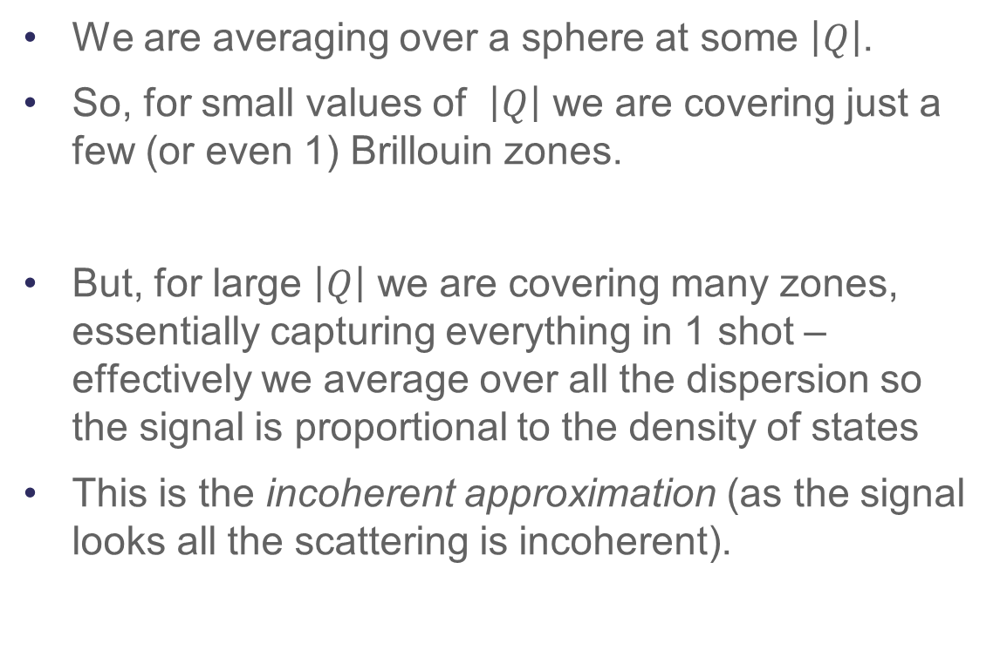 • We are averaging over a sphere at some |𝑄|.
• So, for small values of |𝑄| we are covering just a
few (or even 1) Brillouin zones.
• But, for large |𝑄| we are covering many zones,
essentially capturing everything in 1 shot –
effectively we average over all the dispersion so
the signal is proportional to the density of states
• This is the incoherent approximation (as the signal
looks all the scattering is incoherent).